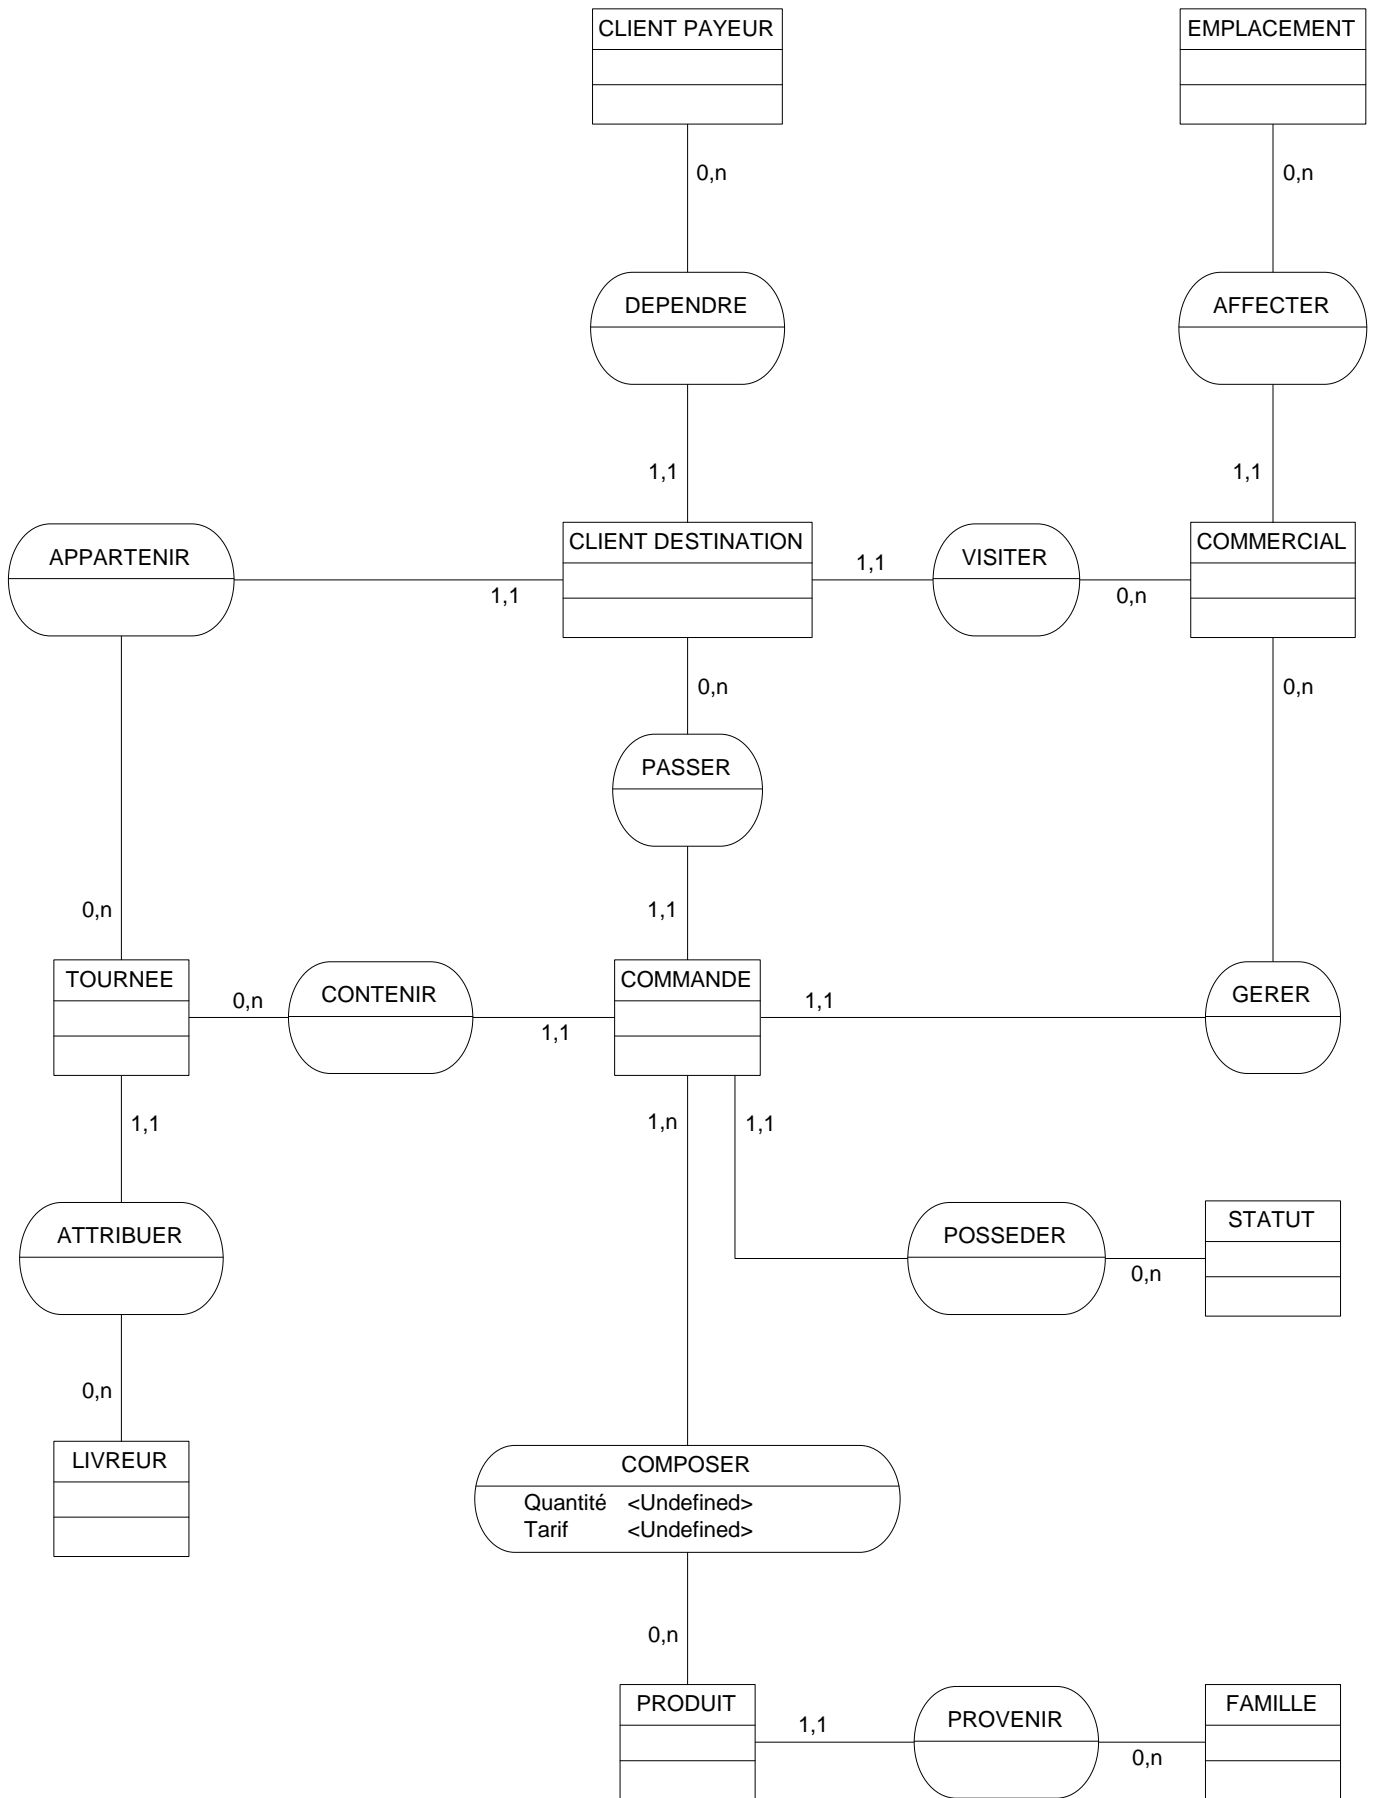 CLIENT PAYEUR
EMPLACEMENT
0,n
0,n
DEPENDRE
AFFECTER
1,1
1,1
APPARTENIR
CLIENT DESTINATION
VISITER
COMMERCIAL
1,1
1,1
0,n
0,n
0,n
PASSER
0,n
1,1
TOURNEE
CONTENIR
COMMANDE
GERER
0,n
1,1
1,1
1,1
1,n
1,1
ATTRIBUER
POSSEDER
STATUT
0,n
0,n
LIVREUR
COMPOSER
Quantité <Undefined>
Tarif <Undefined>
0,n
PRODUIT
PROVENIR
FAMILLE
1,1
0,n